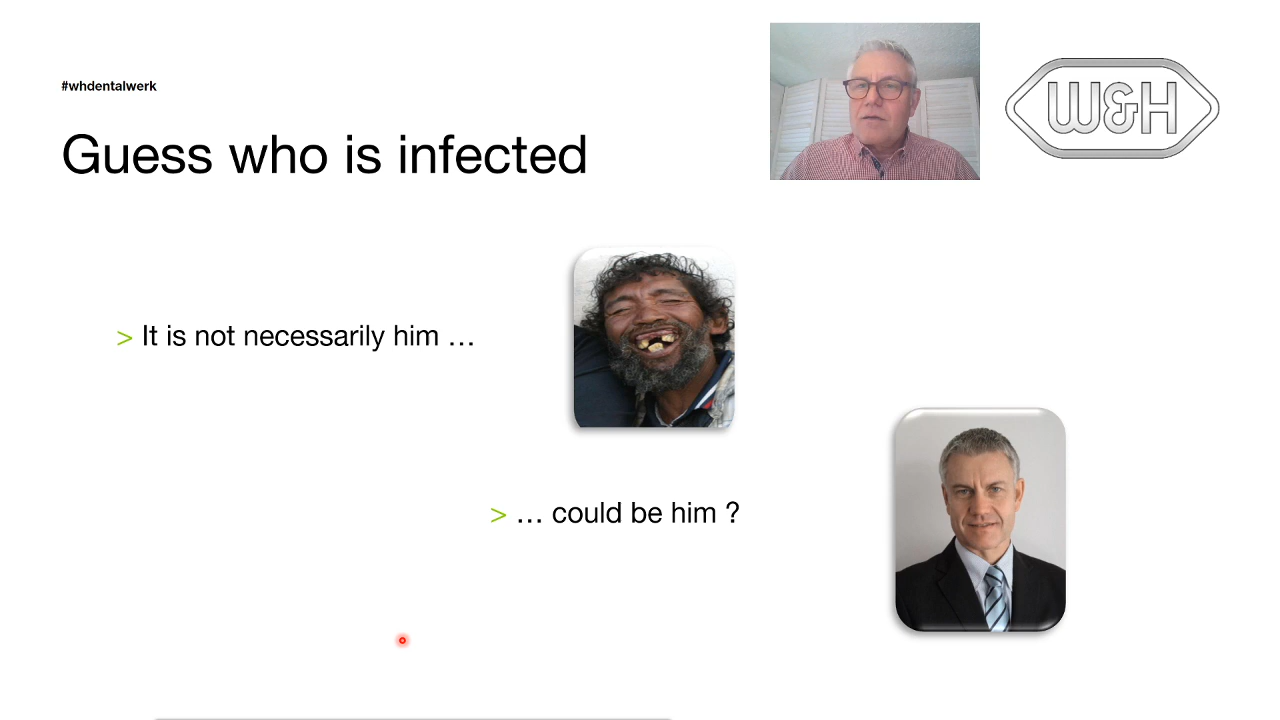 #whdentalwerk
W&H
Guess who is infected
> It is not necessarily him …
> … could be him ?